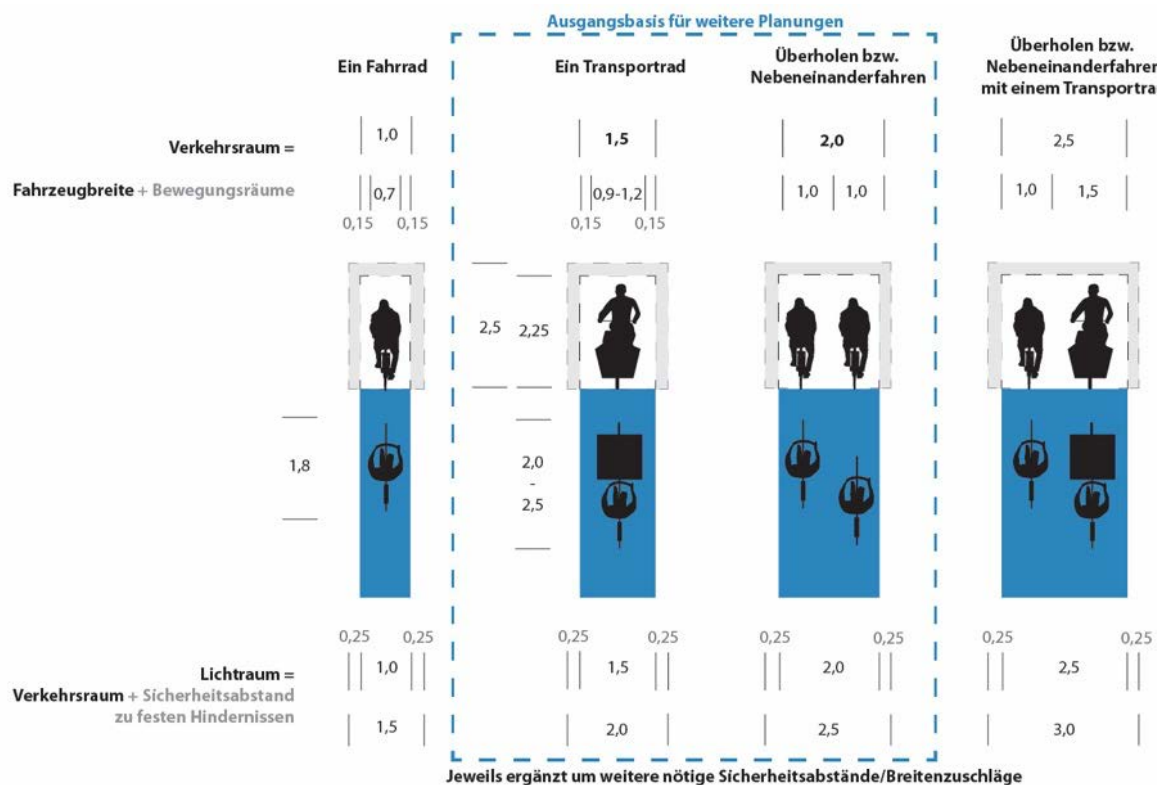 Ausgangsbasis für weitere Planungen
Ein Fahrrad
Ein Transportrad
Überholen bzw.
Nebeneinanderfahren
Überholen bzw.
Nebeneinanderfahren
mit einem Transportra
Verkehrsraum =
1,0
1,5
2,0
2,5
Fahrzeugbreite + Bewegungsräume
0,7
0,9-1,2
1,0
1,0
1,0
1,5
0,15
0,15
0,15
0,15
2,5
2,25
1,8
2,0
-
2,5
0,25
0,25
0,25
0,25
0,25
0,25
0,25
0,25
Lichtraum =
1,0
1,5
2,0
2,5
Verkehrsraum + Sicherheitsabstand
zu festen Hindernissen
1,5
2,0
2,5
3,0
Jeweils ergänzt um weitere nötige Sicherheitsabstände/Breitenzuschläge